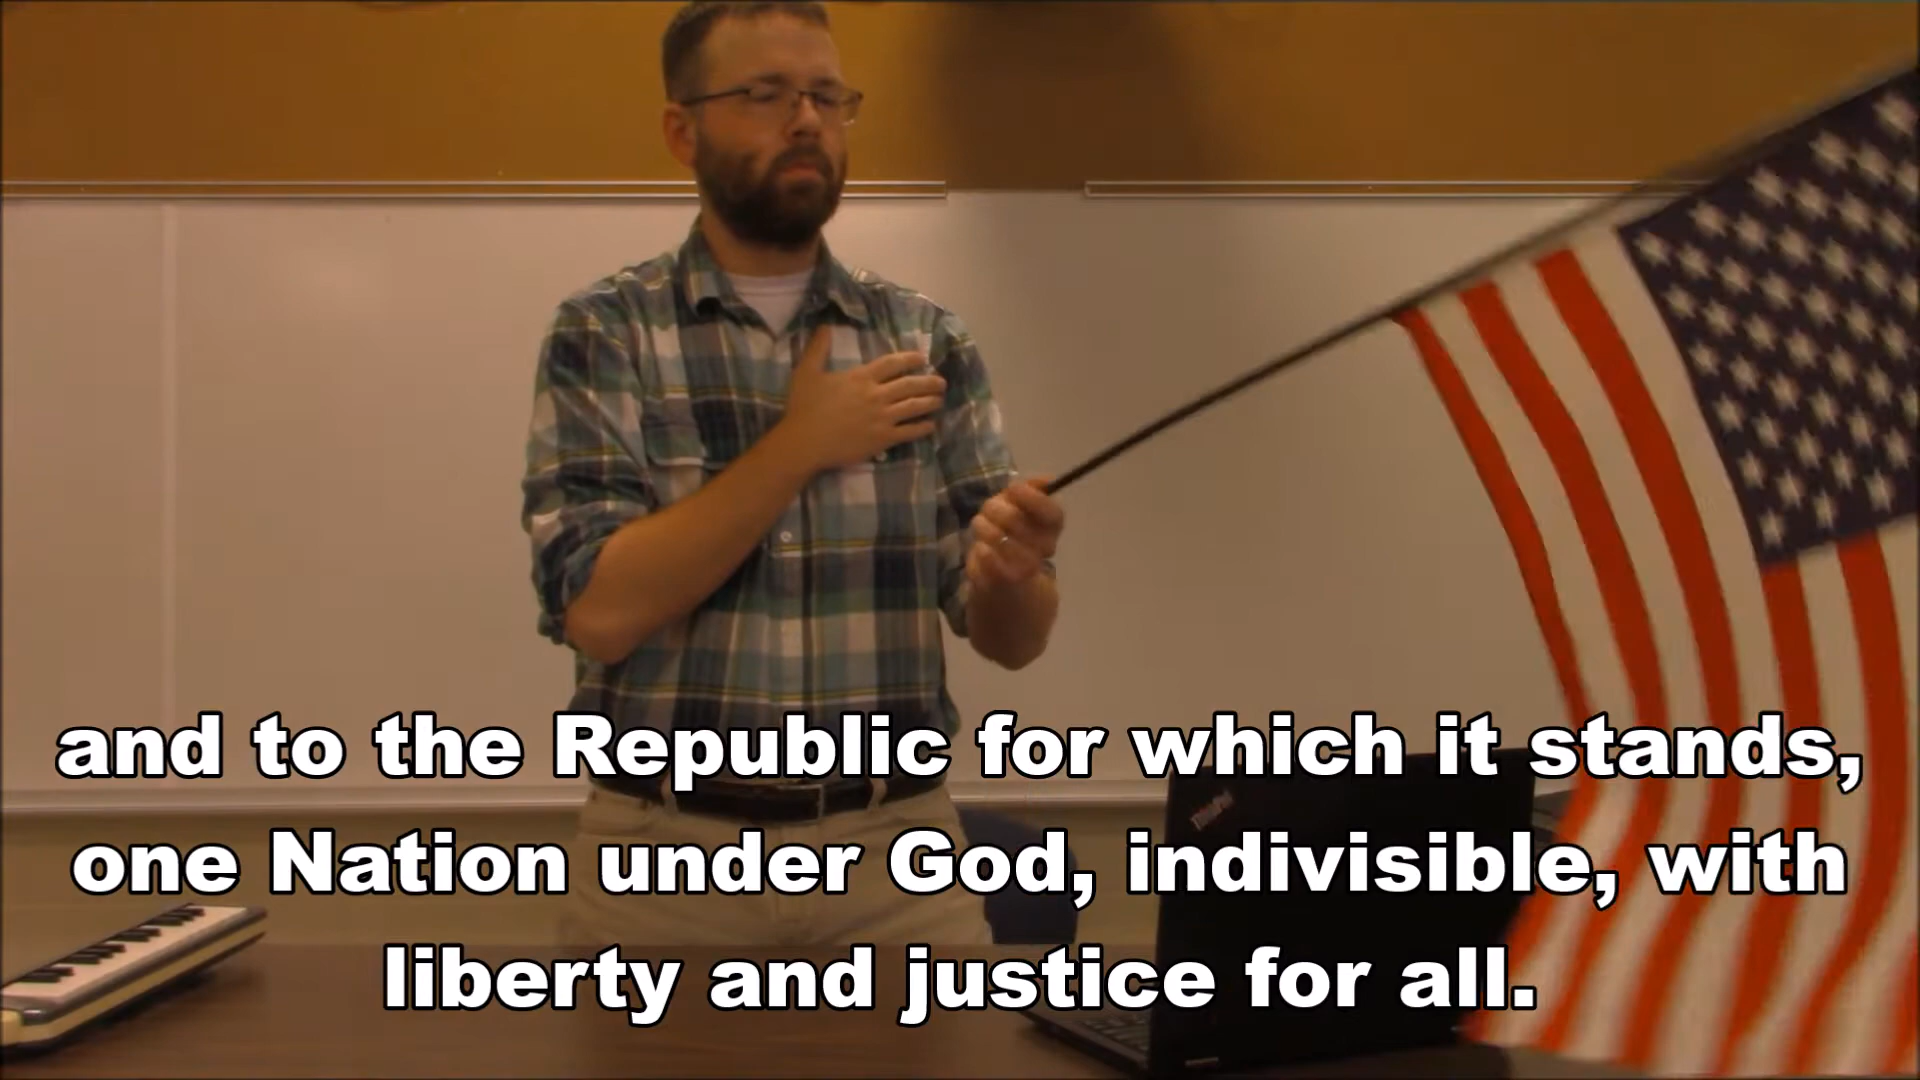 and to the Republic for which it stands,
one Nation under God, indivisible, with
liberty and justice for all.
ThinkPad